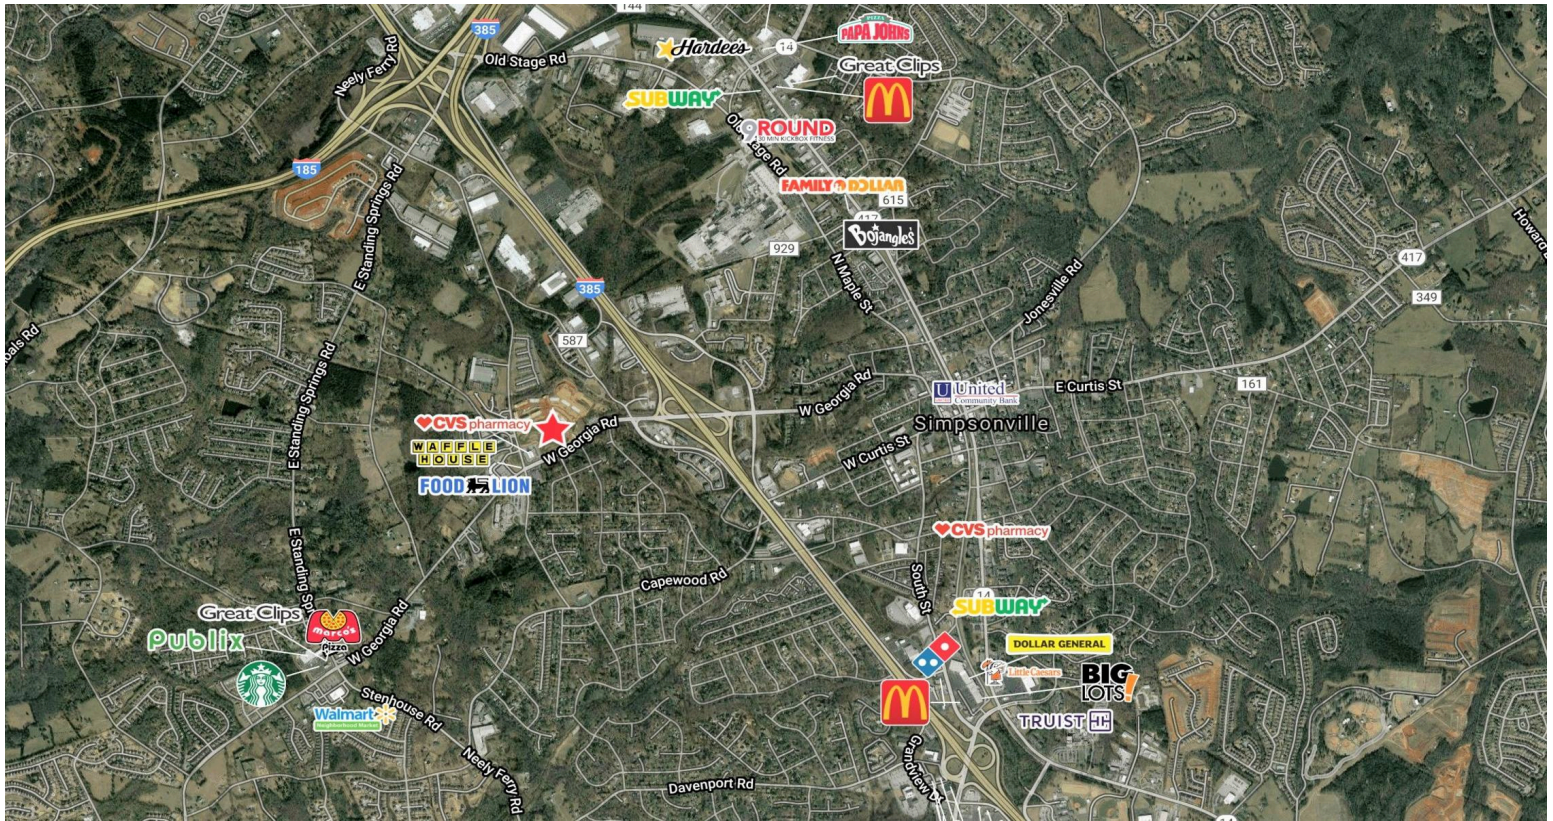 144
385
Neely Ferry Rd
Old Stage Rd
Hardee's
14
PIZZA
PAPA JOHNS
Great Clips
SUBWAY
9ROUND
30 MIN KICKBOX FITNESS
185
E Standing Springs Rd
FAMILY DOLLAR
615
417
Bojangles
929
N Maple St
Jonesville Rd
417
349
385
587
E Standing Springs Rd
W Georgia Rd
U United
Community Bank
E Curtis St
161
Simpsonville
CVS pharmacy
WAFFLE
HOUSE
FOOD LION
W Georgia Rd
W Curtis St
CVS pharmacy
Capewood Rd
South St
14
SUBWAY
Great Clips
Marco's
Pizza
Publix
W Georgia Rd
DOLLAR GENERAL
Little Caesars
BIG
LOTS!
TRUIST
Walmart
Neighborhood Market
Stenhouse Rd
Neely Ferry Rd
Davenport Rd
Grandview Dr